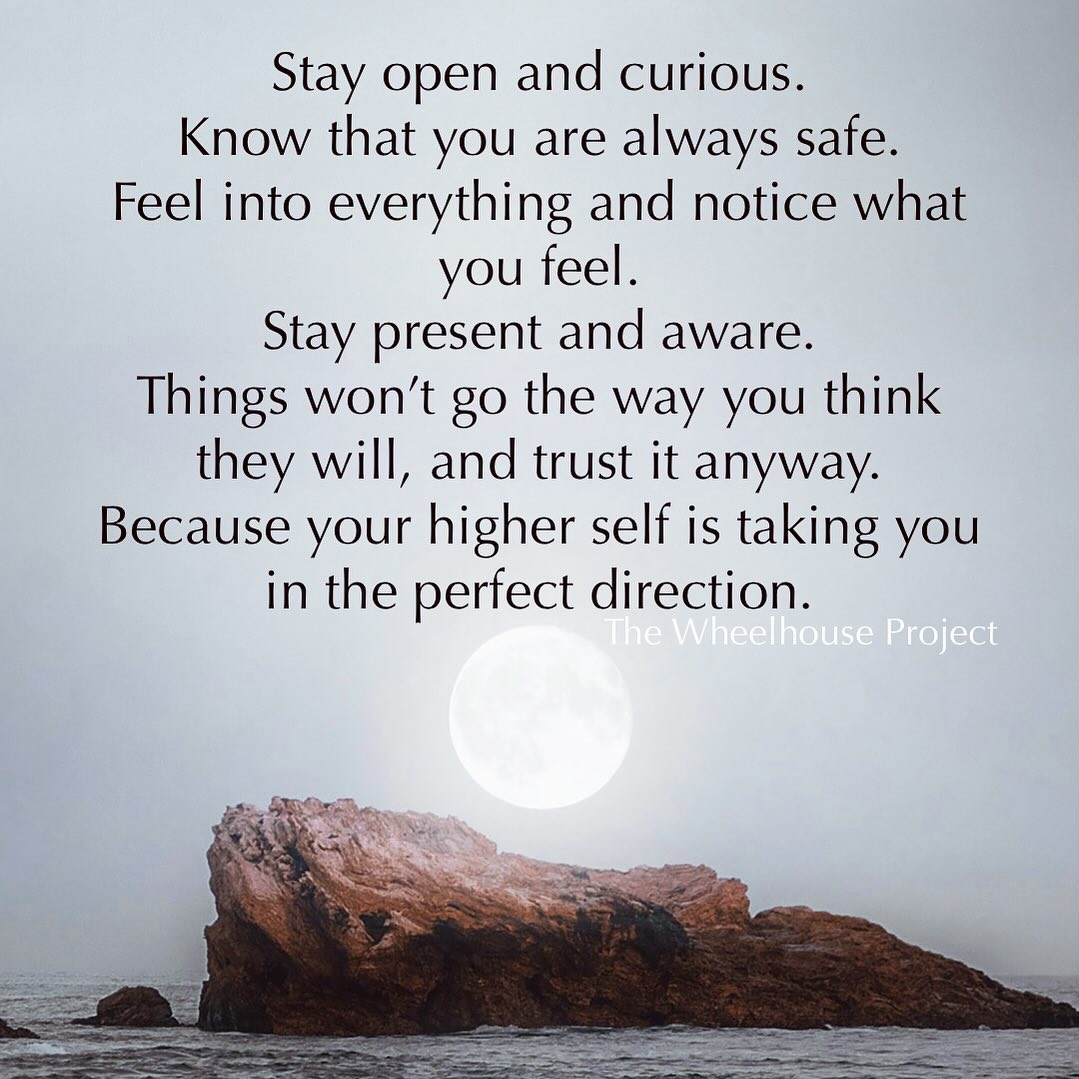 Stay open and curious.
Know that you are always safe.
Feel into everything and notice what
you feel.
Stay present and aware.
Things won’t go the way you think
they will, and trust it anyway.
Because your higher self is taking you
in the perfect direction.
The Wheelhouse Project